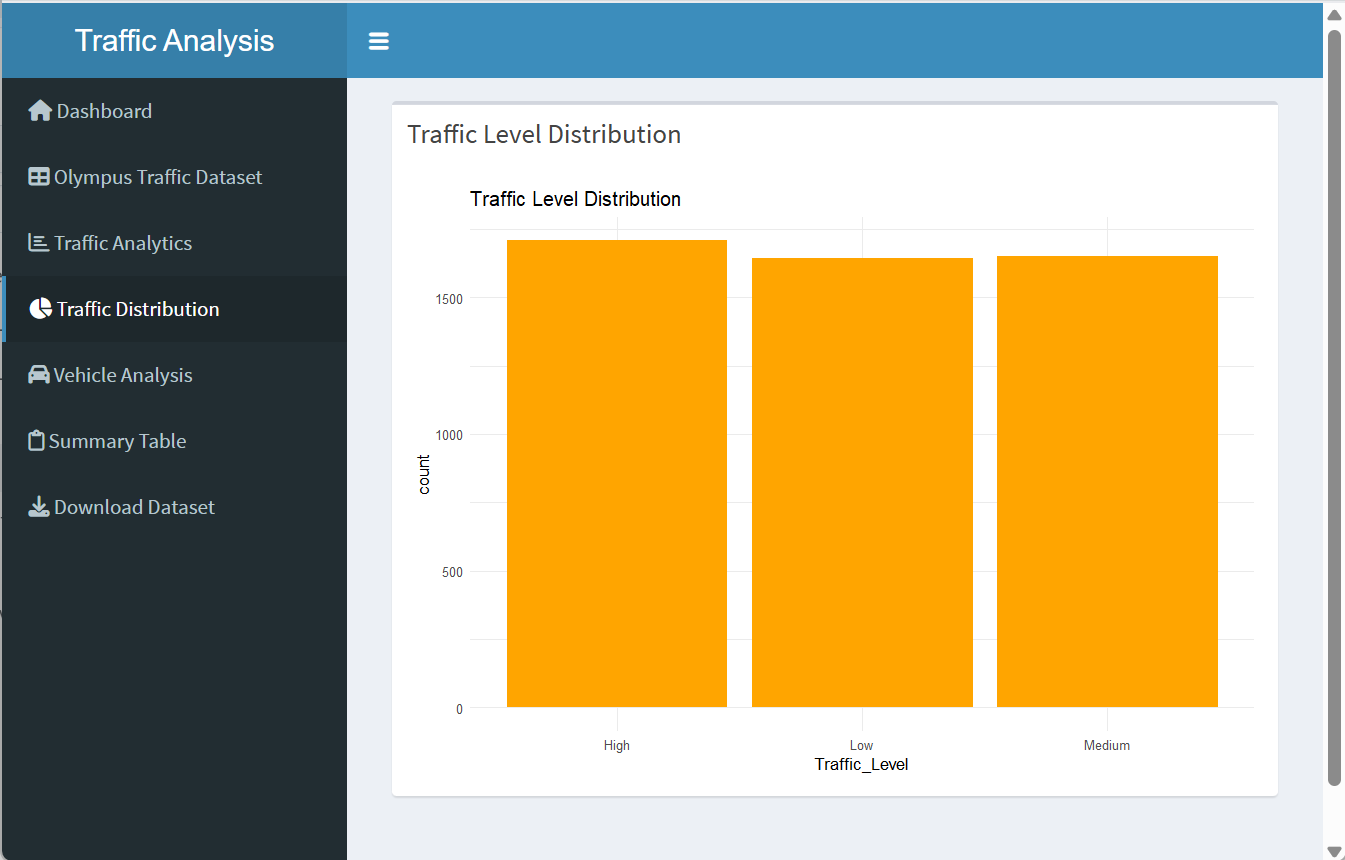 Traffic Analysis
Dashboard
Olympus Traffic Dataset
Traffic Analytics
Traffic Distribution
Vehicle Analysis
Summary Table
Download Dataset
Traffic Level Distribution
Traffic Level Distribution
1500
1000
500
0
count
High Low Medium
Traffic_Level